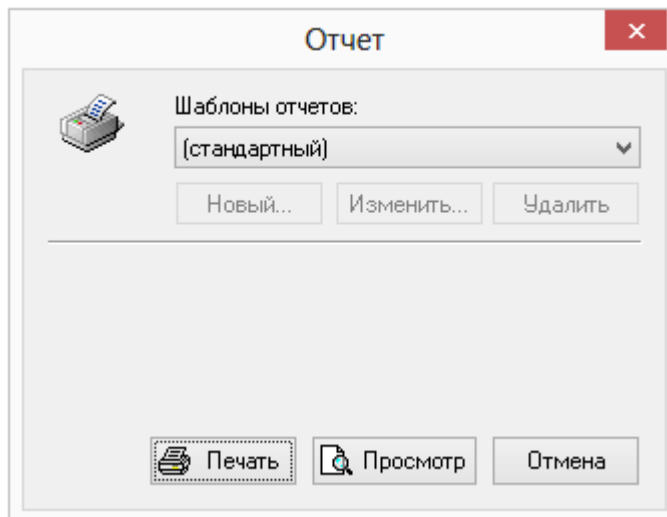 Отчет
Шаблоны отчетов:
(стандартный)
Новый... Изменить... Удалить
Печать Просмотр Отмена